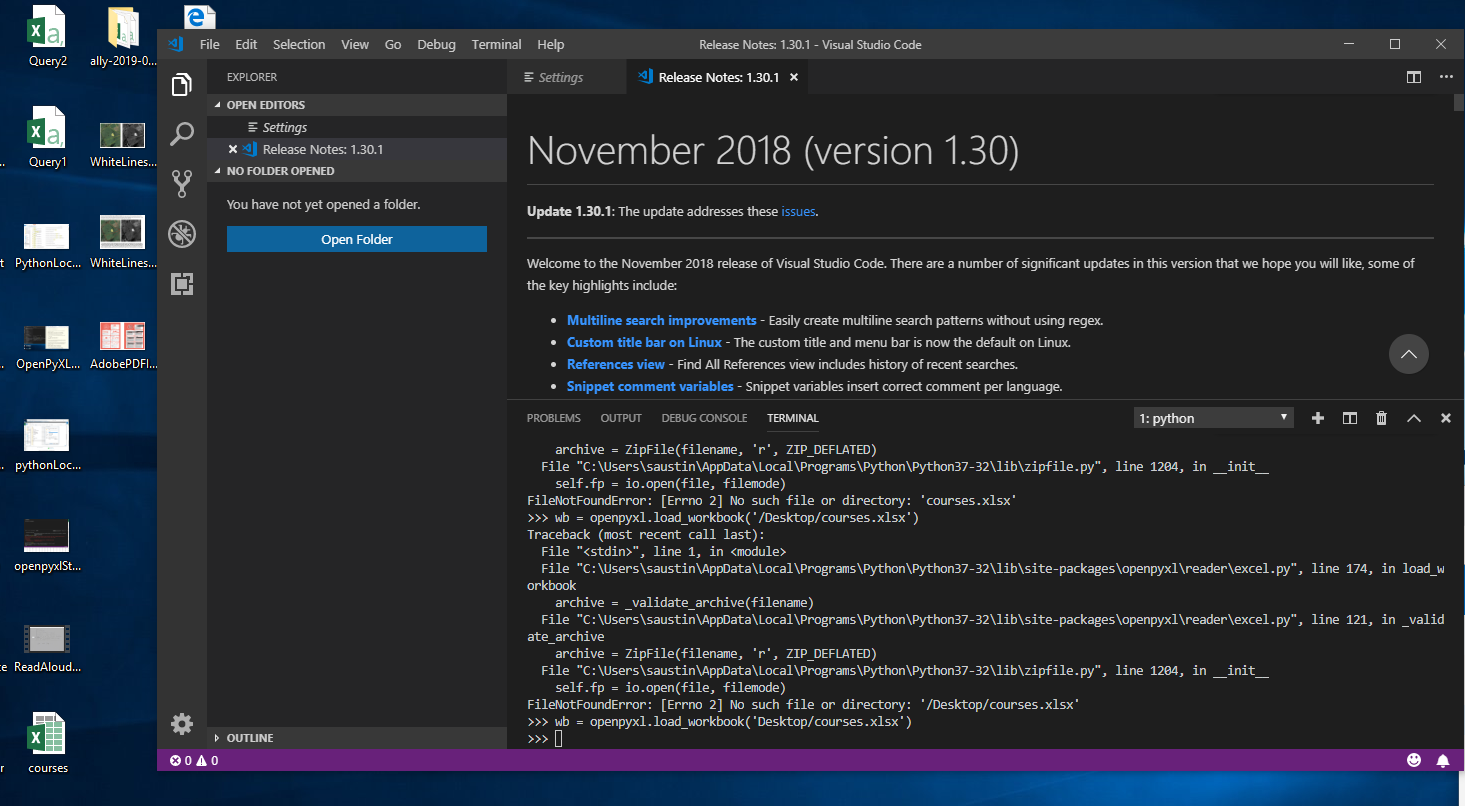 Query2
ally-2019-0...
Query1
WhiteLines...
PythonLoc...
WhiteLines...
OpenPyXL...
AdobePDFI...
pythonLoc...
openpyxlSt...
ReadAloud...
courses
File Edit Selection View Go Debug Terminal Help
Release Notes: 1.30.1 - Visual Studio Code
EXPLORER
OPEN EDITORS
Settings
Release Notes: 1.30.1
NO FOLDER OPENED
You have not yet opened a folder.
Open Folder
OUTLINE
Settings
Release Notes: 1.30.1
November 2018 (version 1.30)
Update 1.30.1: The update addresses these issues.
Welcome to the November 2018 release of Visual Studio Code. There are a number of significant updates in this version that we hope you will like, some of
the key highlights include:
• Multiline search improvements - Easily create multiline search patterns without using regex.
• Custom title bar on Linux - The custom title and menu bar is now the default on Linux.
• References view - Find All References view includes history of recent searches.
• Snippet comment variables - Snippet variables insert correct comment per language.
PROBLEMS OUTPUT DEBUG CONSOLE TERMINAL
1: python
archive = ZipFile(filename, 'r', ZIP_DEFLATED)
File "C:\Users\saustin\AppData\Local\Programs\Python\Python37-32\lib\zipfile.py", line 1204, in __init__
self.fp = io.open(file, filemode)
FileNotFoundError: [Errno 2] No such file or directory: 'courses.xlsx'
>>> wb = openpyxl.load_workbook('/Desktop/courses.xlsx')
Traceback (most recent call last):
File "<stdin>", line 1, in <module>
File "C:\Users\saustin\AppData\Local\Programs\Python\Python37-32\lib\site-packages\openpyxl\reader\excel.py", line 174, in load_w
orkbook
archive = _validate_archive(filename)
File "C:\Users\saustin\AppData\Local\Programs\Python\Python37-32\lib\site-packages\openpyxl\reader\excel.py", line 121, in _valid
ate_archive
archive = ZipFile(filename, 'r', ZIP_DEFLATED)
File "C:\Users\saustin\AppData\Local\Programs\Python\Python37-32\lib\zipfile.py", line 1204, in __init__
self.fp = io.open(file, filemode)
FileNotFoundError: [Errno 2] No such file or directory: '/Desktop/courses.xlsx'
>>> wb = openpyxl.load_workbook('Desktop/courses.xlsx')
>>>
0 0